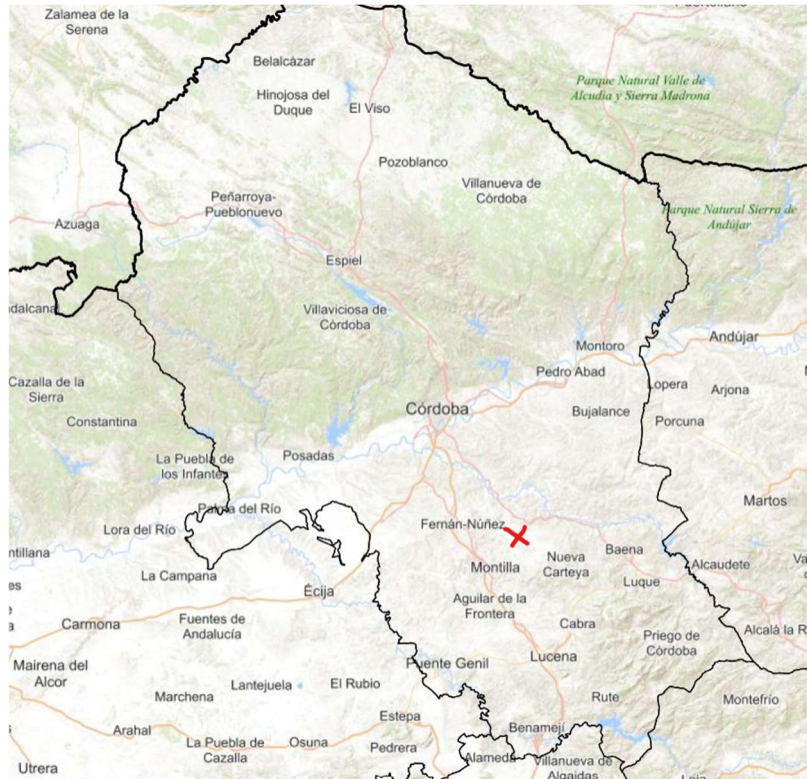 Zalamea de la
Serena
Belalcázar
Parque Natural Valle de
Alcudia y Sierra Madrona
Hinojosa del
Duque
El Viso
Pozoblanco
Villanueva de
Córdoba
Peñarroya-
Pueblonuevo
Parque Natural Sierra de
Andújar
Azuaga
Espiel
Villaviciosa de
Córdoba
Andújar
Montoro
Pedro Abad
Cazalla de la
Sierra
Lopera
Arjona
Córdoba
Bujalance
Constantina
Porcuna
La Puebla de
los Infantes
Posadas
Martos
Palma del Río
Lora del Río
Fernán-Núñez
Baena
Nueva
Carteya
Montilla
Alcaudete
La Campana
Luque
Écija
Aguilar de la
Frontera
Fuentes de
Andalucía
Carmona
Cabra
Priego de
Córdoba
Alcalá la R
Mairena del
Alcor
Puente Genil
Lucena
Lantejuela
El Rubio
Marchena
Rute
Montefrío
Estepa
Arahal
Benamejí
La Puebla de
Cazalla
Osuna
Pedrera
Alameda
Villanueva de
Algaidas
Utrera